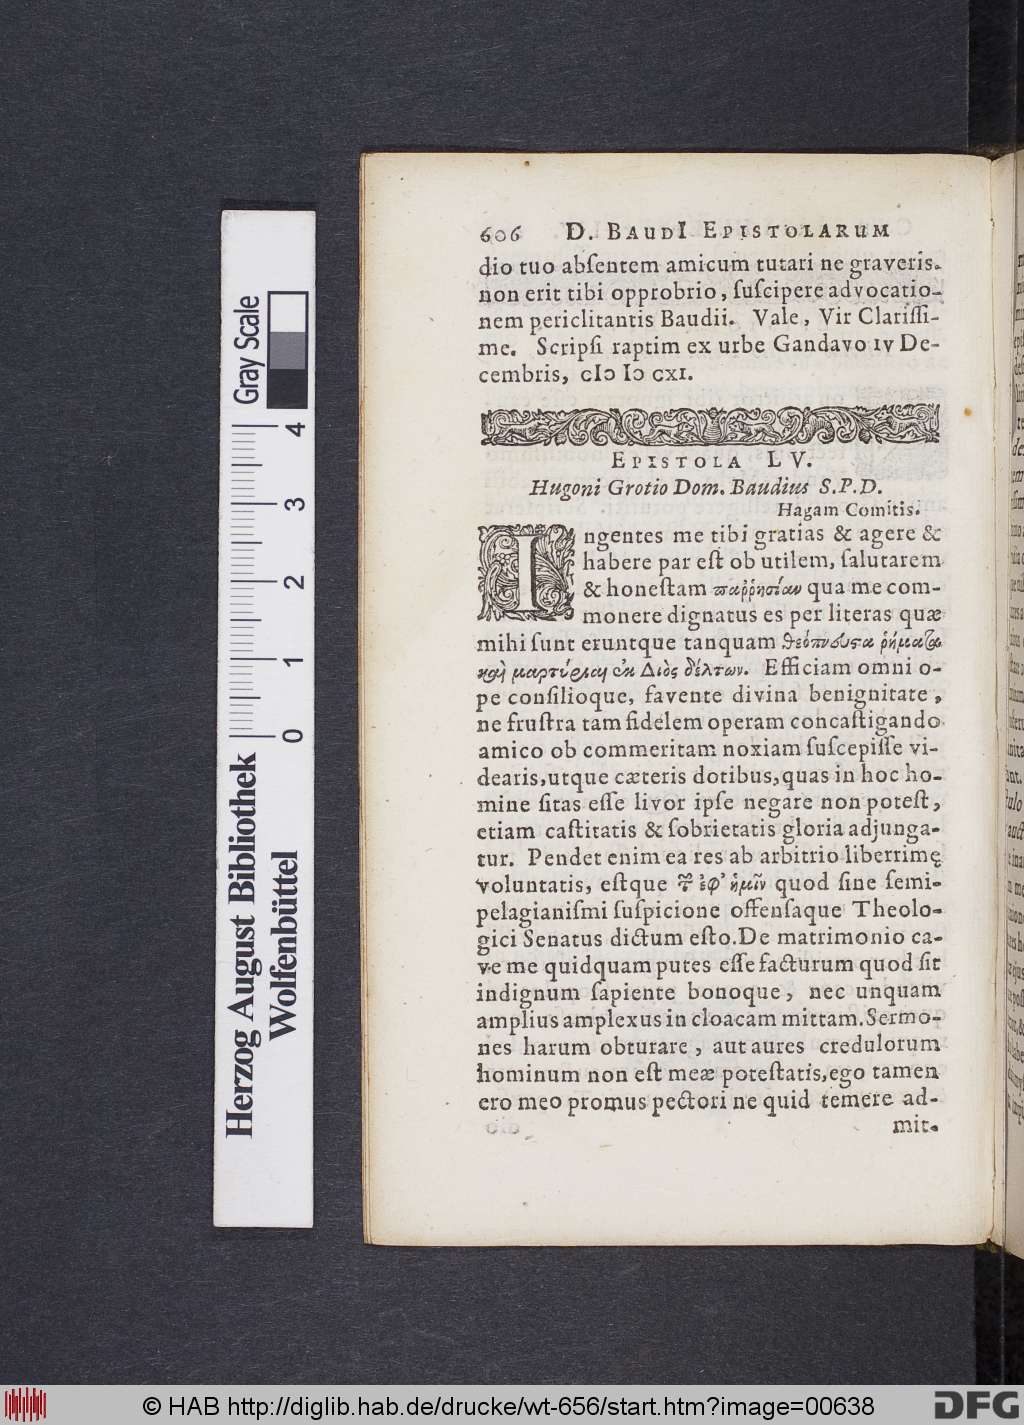 606 D. BAUDI EPISTOLARUM
dio tuo absentem amicum tutari ne graveris.
non erit tibi opprobrio, suscipere advocatio-
nem periclitantis Baudii. Vale, Vir Clarissi-
me. Scripsi raptim ex urbe Gandavo IV De-
cembris, CIↃ IↃ CXI.
EPISTOLA LV.
Hugoni Grotio Dom. Baudius S.P.D.
Hagam Comitis.
Ingentes me tibi gratias & agere &
habere par est ob utilem, salutarem
& honestam παῤῥησίαν qua me com-
monere dignatus es per literas quæ
mihi sunt eruntque tanquam θεόπνευστα ῥήματα
καὶ μαρτύρια ἐκ Διὸς δέλτων. Efficiam omni o-
pe consilioque, favente divina benignitate,
ne frustra tam fidelem operam concastigando
amico ob commeritam noxiam suscepisse vi-
dearis, utque cæteris dotibus, quas in hoc ho-
mine sitas esse livor ipse negare non potest,
etiam castitatis & sobrietatis gloria adjunga-
tur. Pendet enim ea res ab arbitrio liberrimę
voluntatis, estque τῶν ἐφ' ἡμῖν quod sine semi-
pelagianismi suspicione offensaque Theolo-
gici Senatus dictum esto. De matrimonio ca-
ve me quidquam putes esse facturum quod sit
indignum sapiente bonoque, nec unquam
amplius amplexus in cloacam mittam. Sermo-
nes harum obturare, aut aures credulorum
hominum non est meæ potestatis, ego tamen
ero meo promus pectori ne quid temere ad-
mit-
Gray Scale
0 1 2 3 4
Herzog August Bibliothek
Wolfenbüttel
© HAB http://diglib.hab.de/drucke/wt-656/start.htm?image=00638
DFG